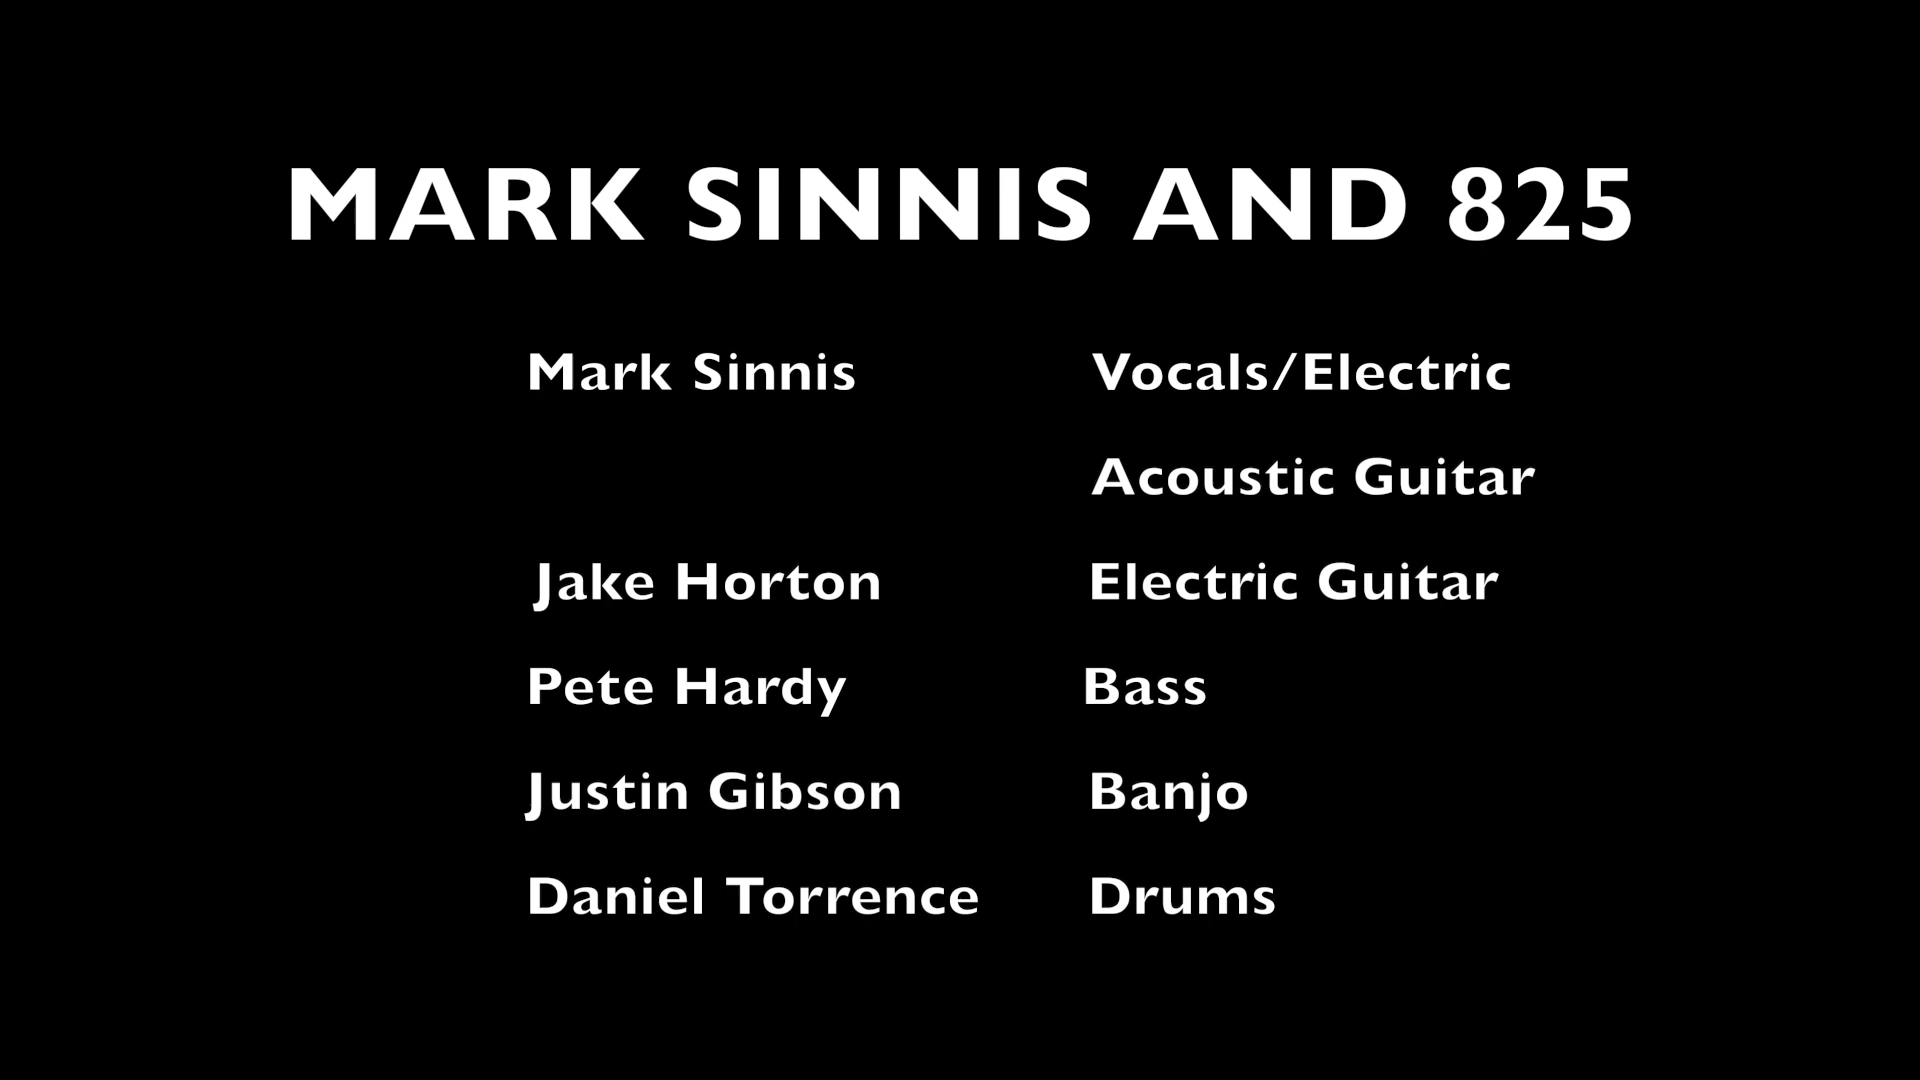 MARK SINNIS AND 825
Mark Sinnis Vocals/Electric
Acoustic Guitar
Jake Horton Electric Guitar
Pete Hardy Bass
Justin Gibson Banjo
Daniel Torrence Drums